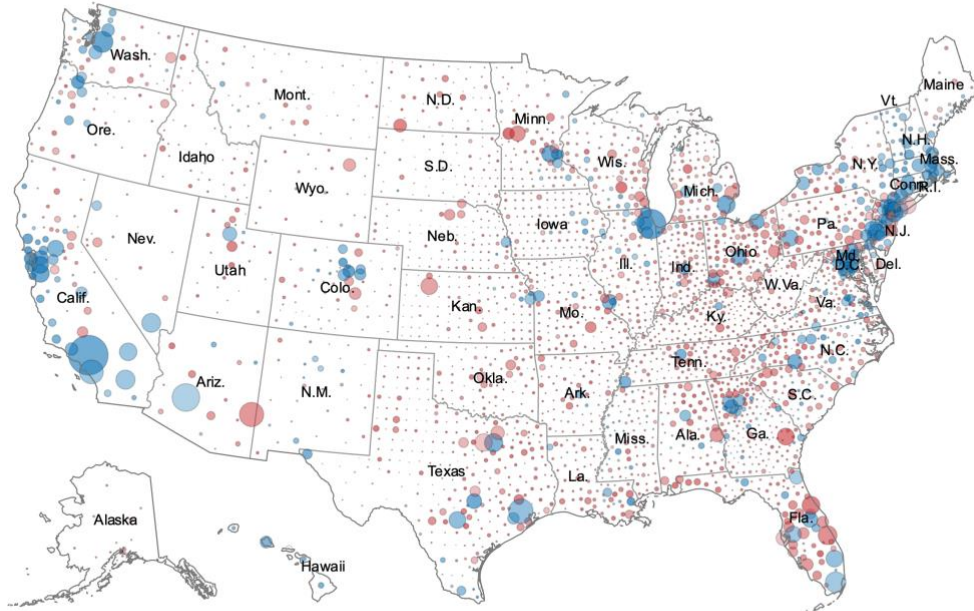 Wash.
Mont.
N.D.
Minn.
Maine
Vt.
Ore.
Idaho
S.D.
Wis.
Mich.
N.Y.
N.H.
Mass.
Wyo.
Conn.
R.I.
Nev.
Utah
Colo.
Neb.
Iowa
Ill.
Ind.
Ohio
Pa.
N.J.
Md.
D.C.
Del.
Calif.
Kan.
Mo.
Ky.
W.Va.
Va.
Ariz.
N.M.
Okla.
Ark.
Tenn.
N.C.
S.C.
Texas
La.
Miss.
Ala.
Ga.
Fla.
Alaska
Hawaii